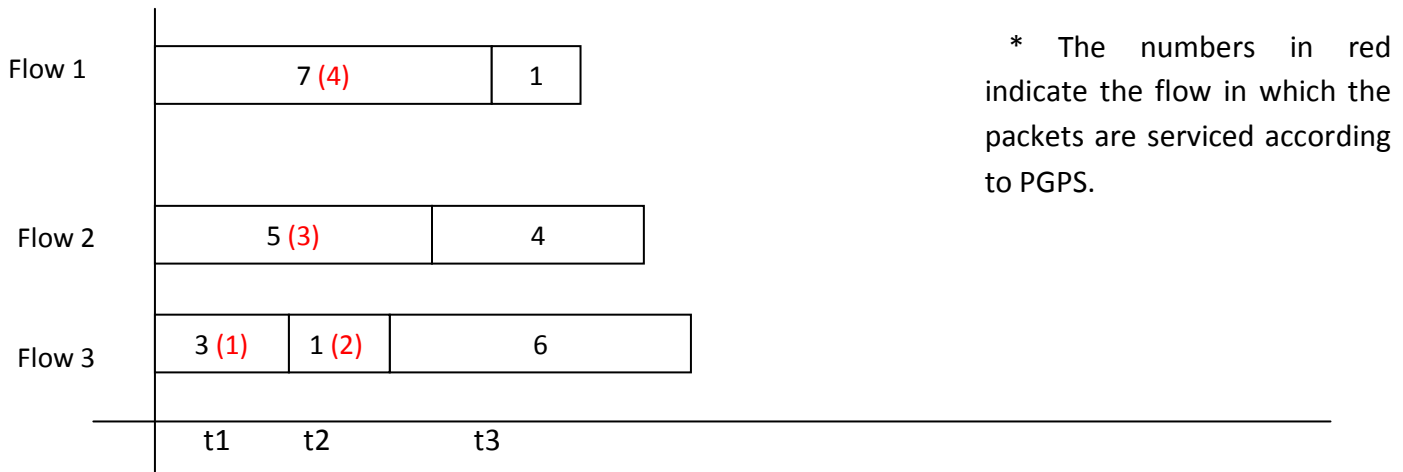 Flow 1
7 (4)
1
* The numbers in red
indicate the flow in which the
packets are serviced according
to PGPS.
Flow 2
5 (3)
4
Flow 3
3 (1)
1 (2)
6
t1
t2
t3